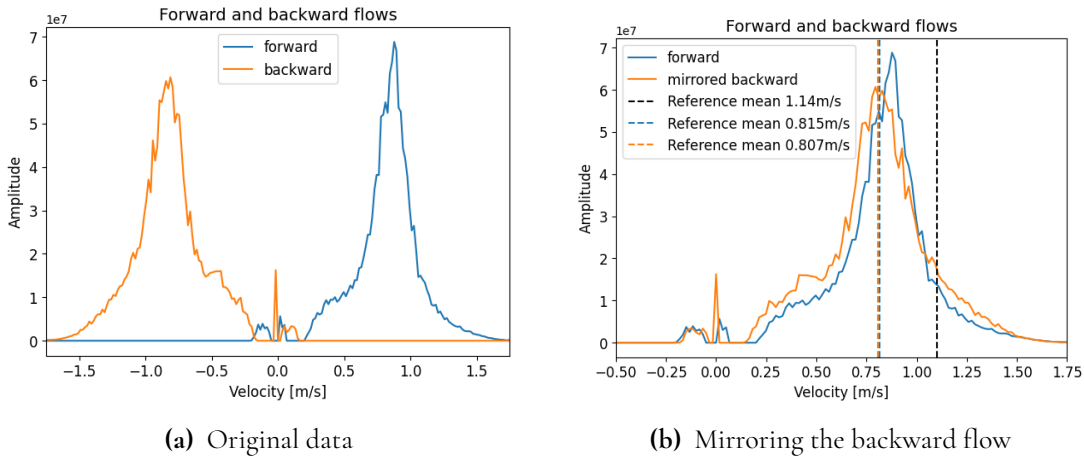 Forward and backward flows
1e7
forward
backward
7
6
5
4
3
2
1
0
Amplitude
−1.5
−1.0
−0.5
0.0
0.5
1.0
1.5
Velocity [m/s]
(a) Original data
Forward and backward flows
1e7
forward
mirrored backward
Reference mean 1.14m/s
Reference mean 0.815m/s
Reference mean 0.807m/s
7
6
5
4
3
2
1
0
Amplitude
−0.50
−0.25
0.00
0.25
0.50
0.75
1.00
1.25
1.50
1.75
Velocity [m/s]
(b) Mirroring the backward flow